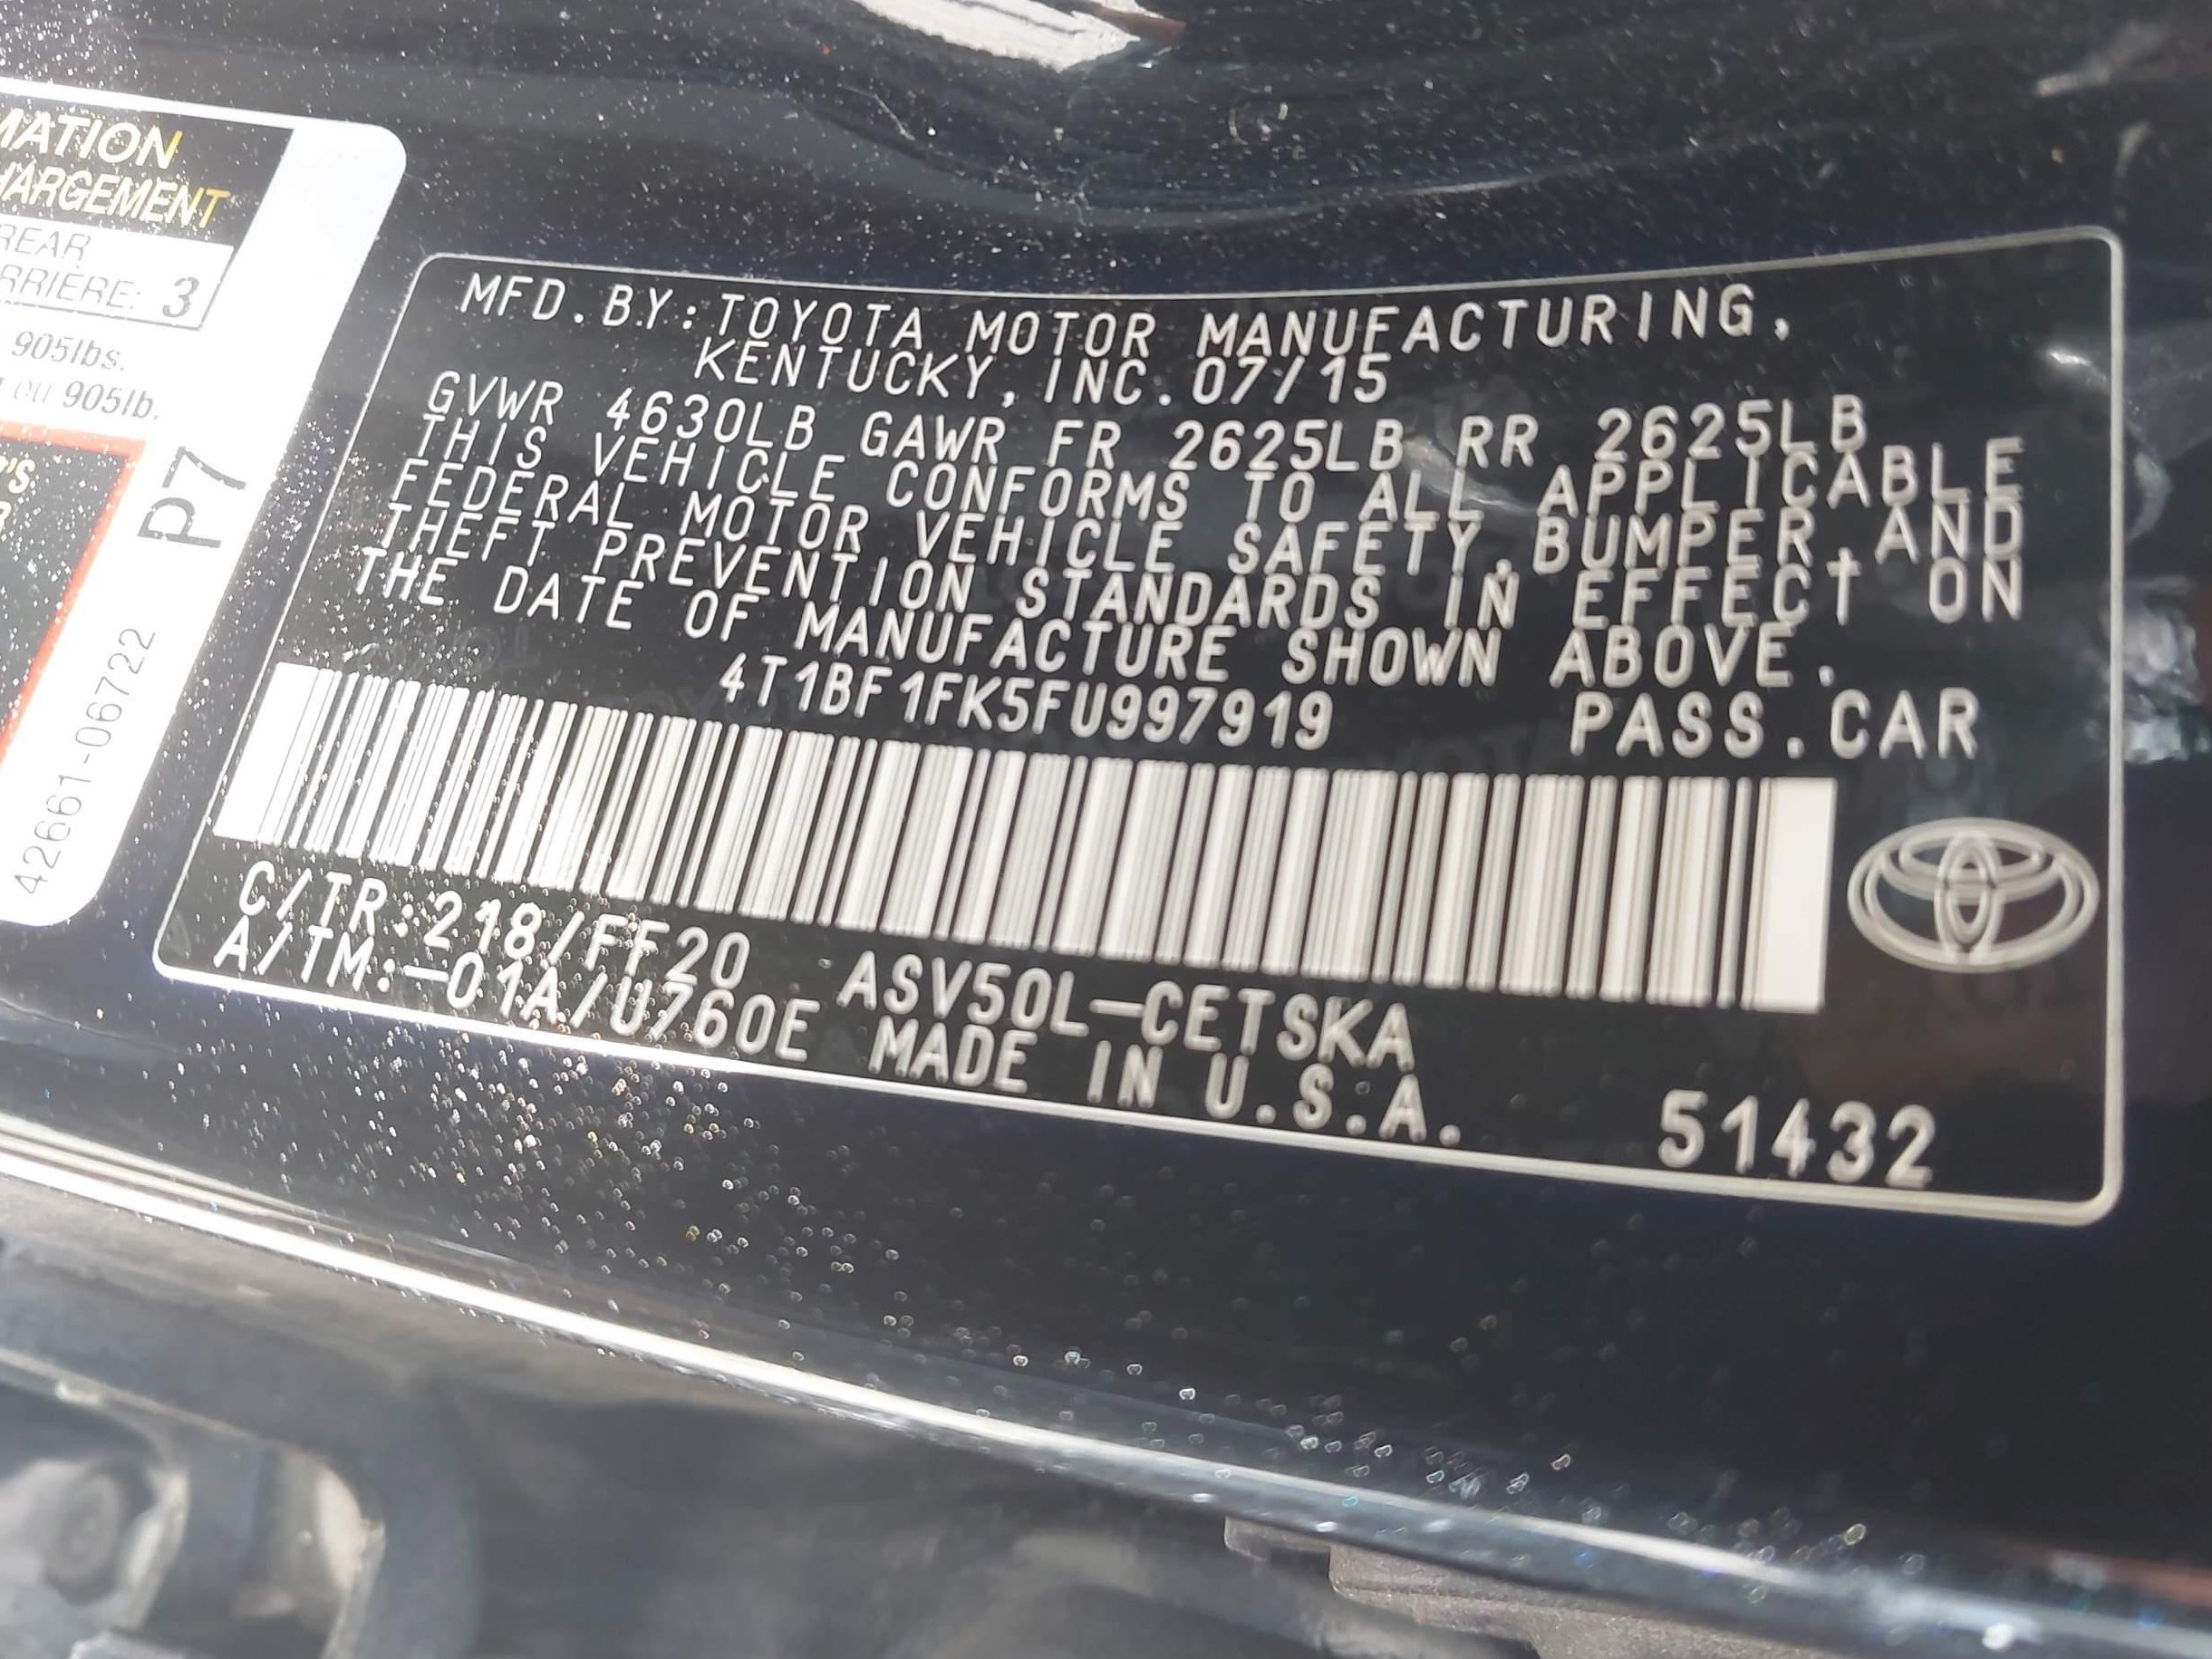 MATION
HARGEMENT
REAR
RRIÈRE: 3
905lbs.
ou 905lb.
P7
42661-06722
MFD.BY:TOYOTA MOTOR MANUFACTURING,
KENTUCKY, INC.07/15
GVWR 4630LB GAWR FR 2625LB RR 2625LB
THIS VEHICLE CONFORMS TO ALL APPLICABLE
FEDERAL MOTOR VEHICLE SAFETY,BUMPER,AND
THEFT PREVENTION STANDARDS IN EFFECT ON
THE DATE OF MANUFACTURE SHOWN ABOVE.
4T1BF1FK5FU997919 PASS.CAR
C/TR:218/FF20 ASV50L-CETSKA
A/TM:-01A/U760E MADE IN U.S.A. 51432